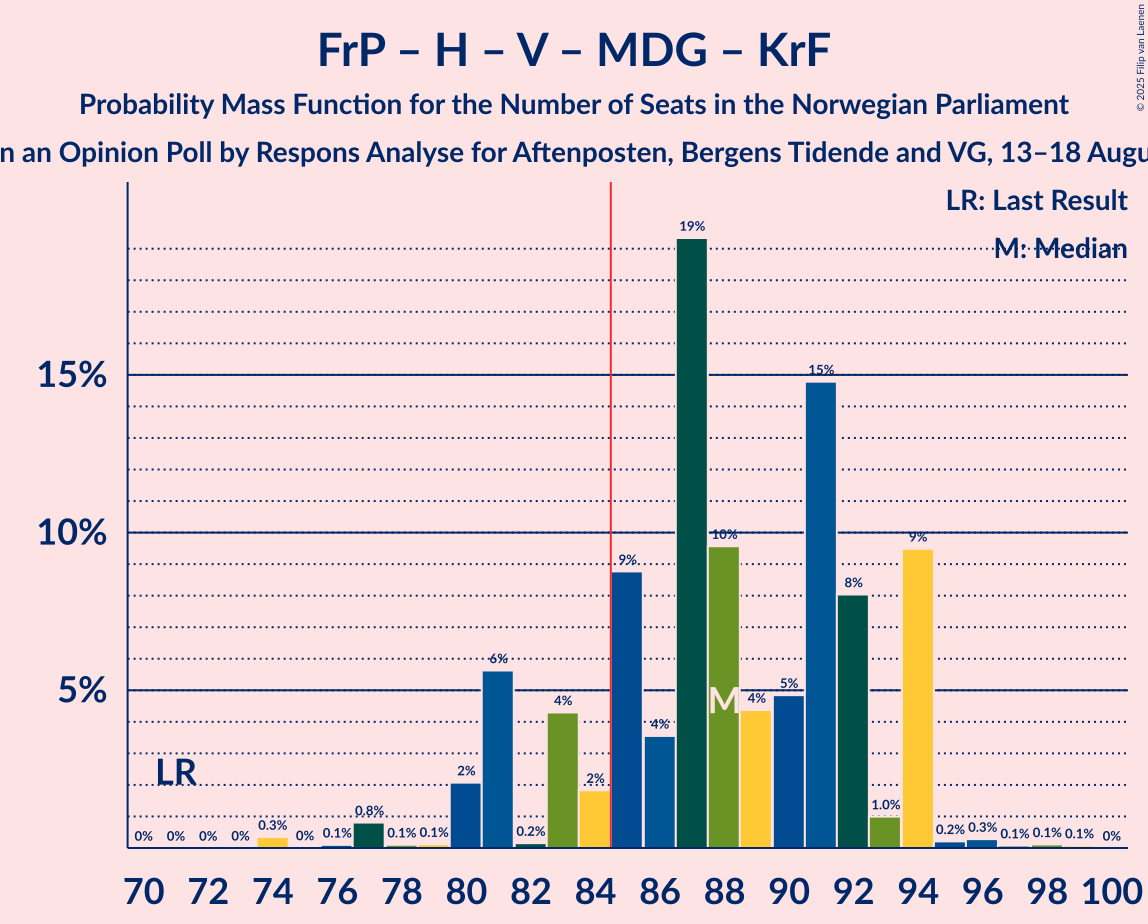 FrP – H – V – MDG – KrF
Probability Mass Function for the Number of Seats in the Norwegian Parliament
n an Opinion Poll by Respons Analyse for Aftenposten, Bergens Tidende and VG, 13–18 Augu
© 2025 Filip van Laenen
LR: Last Result
M: Median
15%
10%
5%
LR
M
0% 0% 0% 0% 0.3% 0% 0.1% 0.8% 0.1% 0.1% 2% 6% 0.2% 4% 2% 9% 4% 19% 10% 4% 5% 15% 8% 1.0% 9% 0.2% 0.3% 0.1% 0.1% 0.1% 0%
70 72 74 76 78 80 82 84 86 88 90 92 94 96 98 100